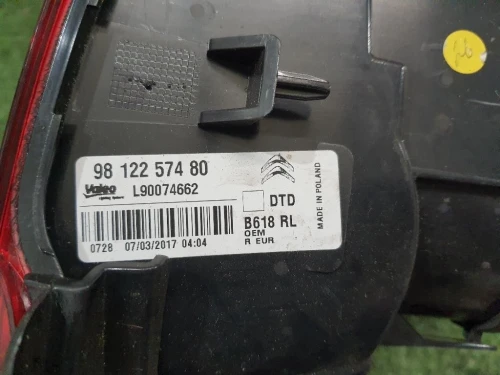 98 122 574 80
Valeo
L90074662
DTD
B618 RL
OEM
R EUR
MADE IN POLAND
0728 07/03/2017 04:04